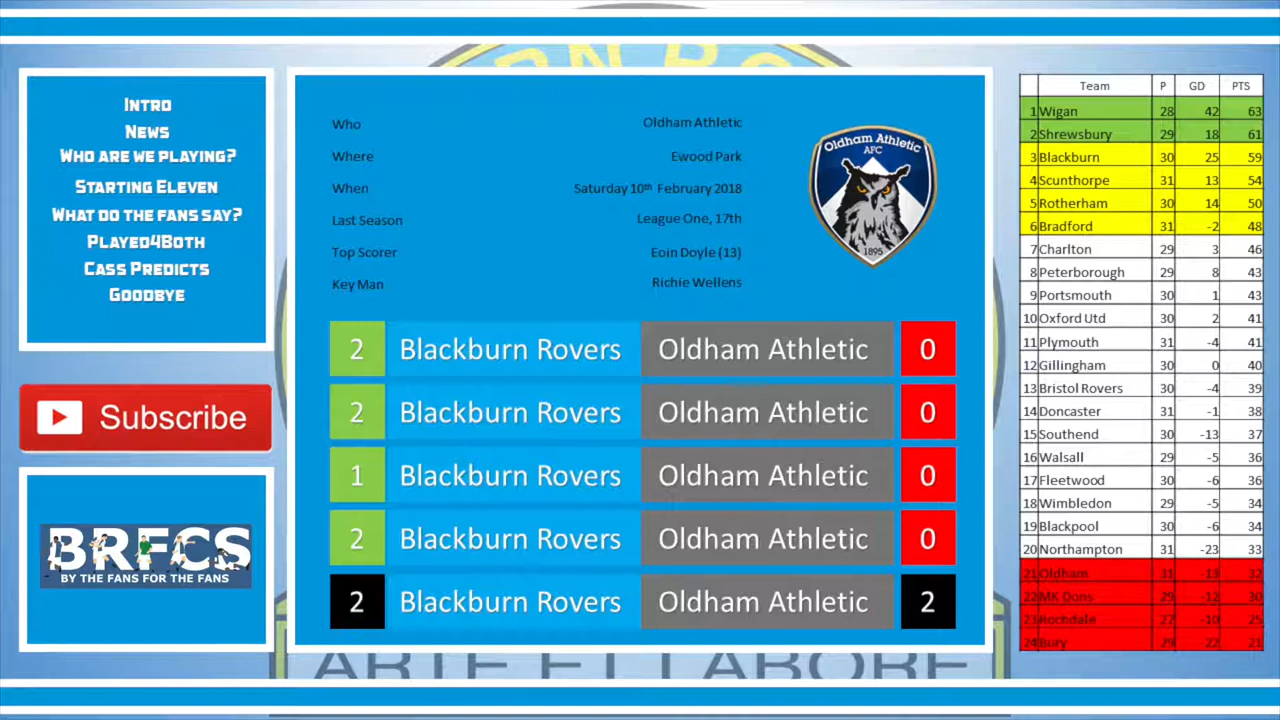 INTRO
NEWS
WHO ARE WE PLAYING?
STARTING ELEVEN
WHAT DO THE FANS SAY?
PLAYED4BOTH
CASS PREDICTS
GOODBYE
Subscribe
BRFCS
BY THE FANS FOR THE FANS
Who Oldham Athletic
Where Ewood Park
When Saturday 10th February 2018
Last Season League One, 17th
Top Scorer Eoin Doyle (13)
Key Man Richie Wellens
Oldham Athletic
AFC
1895
2 Blackburn Rovers Oldham Athletic 0
2 Blackburn Rovers Oldham Athletic 0
1 Blackburn Rovers Oldham Athletic 0
2 Blackburn Rovers Oldham Athletic 0
2 Blackburn Rovers Oldham Athletic 2
ARTE ET LABORE
Team P GD PTS
1 Wigan 28 42 63
2 Shrewsbury 29 18 61
3 Blackburn 30 25 59
4 Scunthorpe 31 13 54
5 Rotherham 30 14 50
6 Bradford 31 -2 48
7 Charlton 29 3 46
8 Peterborough 29 8 43
9 Portsmouth 30 1 43
10 Oxford Utd 30 2 41
11 Plymouth 31 -4 41
12 Gillingham 30 0 40
13 Bristol Rovers 30 -4 39
14 Doncaster 31 -1 38
15 Southend 30 -13 37
16 Walsall 29 -5 36
17 Fleetwood 30 -6 36
18 Wimbledon 29 -5 34
19 Blackpool 30 -6 34
20 Northampton 31 -23 33
21 Oldham 31 -13 32
22 MK Dons 29 -12 30
23 Rochdale 27 -10 25
24 Bury 29 -22 21